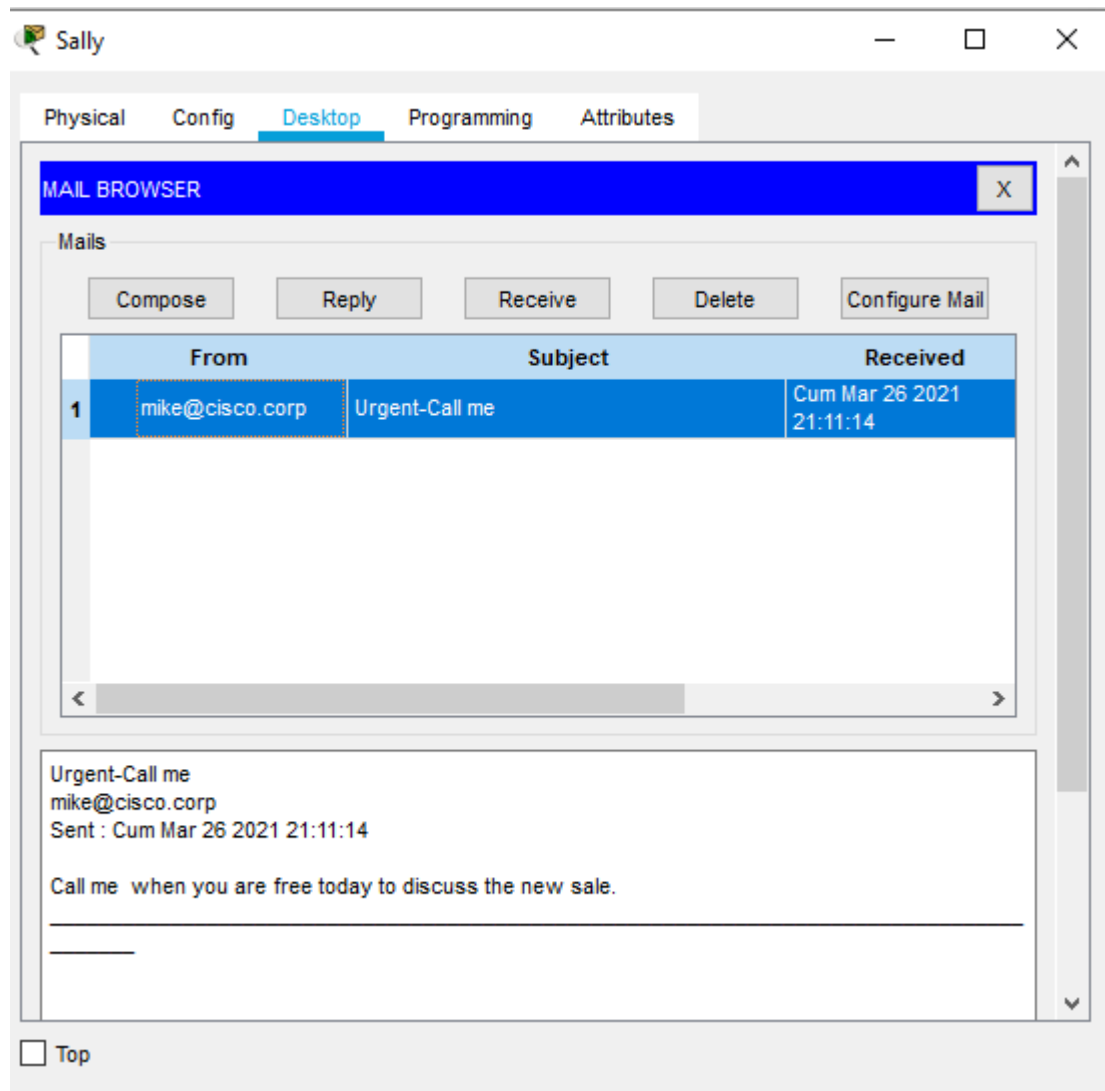 Sally
Physical Config Desktop Programming Attributes
MAIL BROWSER X
Mails
Compose Reply Receive Delete Configure Mail
From Subject Received
1 mike@cisco.corp Urgent-Call me Cum Mar 26 2021
21:11:14
Urgent-Call me
mike@cisco.corp
Sent : Cum Mar 26 2021 21:11:14
Call me  when you are free today to discuss the new sale.
Top